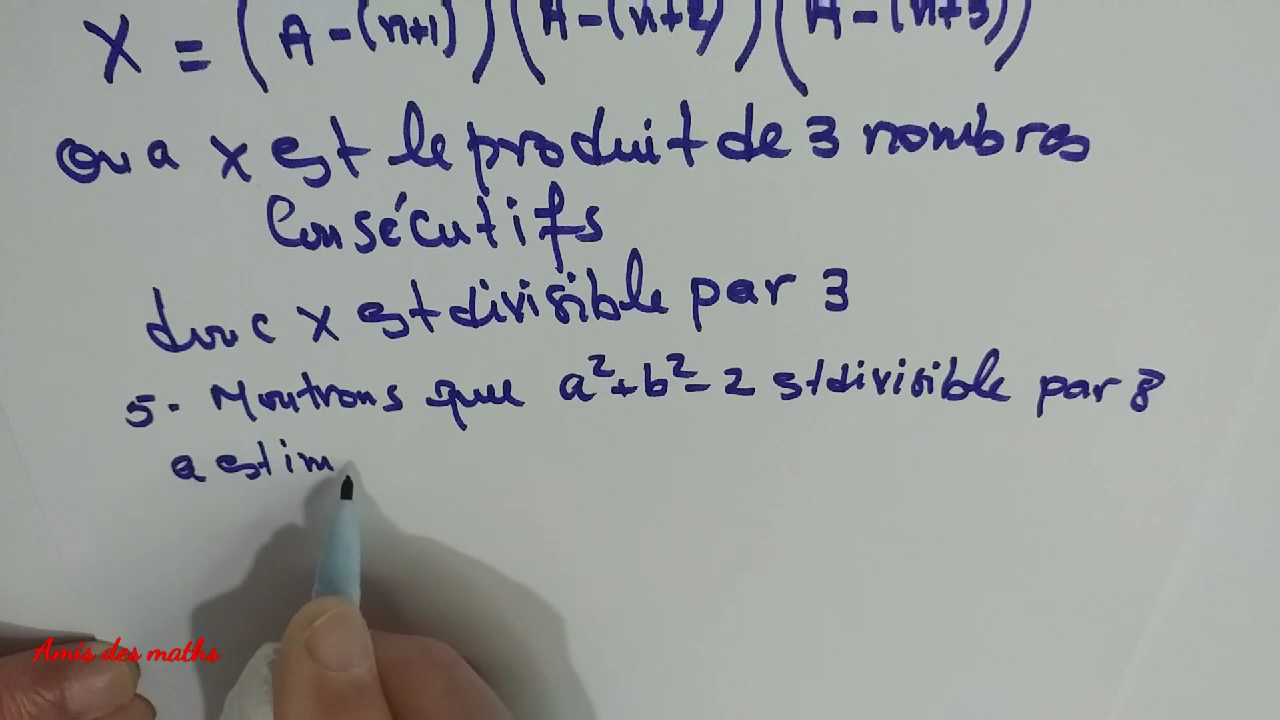 X = (A-(n+1))(A-(n+2))(A-(n+3))
On a X est le produit de 3 nombres
Consécutifs
donc X est divisible par 3
5. Montrons que a²+b²-2 st divisible par 8
a est im
Amis des maths